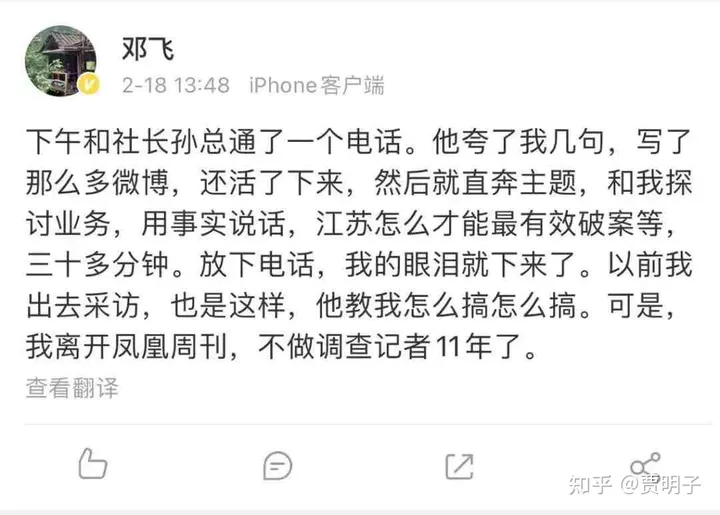 邓飞
2-18 13:48 iPhone客户端
下午和社长孙总通了一个电话。他夸了我几句，写了
那么多微博，还活了下来，然后就直奔主题，和我探
讨业务，用事实说话，江苏怎么才能最有效破案等，
三十多分钟。放下电话，我的眼泪就下来了。以前我
出去采访，也是这样，他教我怎么搞怎么搞。可是，
我离开凤凰周刊，不做调查记者11年了。
查看翻译
知乎 @贾明子